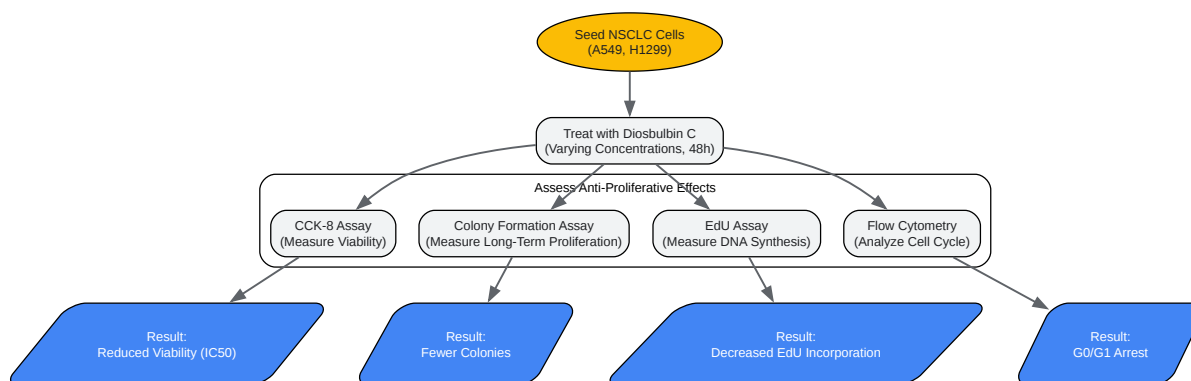 Seed NSCLC Cells
(A549, H1299)
Treat with Diosbulbin C
(Varying Concentrations, 48h)
Assess Anti-Proliferative Effects
CCK-8 Assay
(Measure Viability)
Colony Formation Assay
(Measure Long-Term Proliferation)
EdU Assay
(Measure DNA Synthesis)
Flow Cytometry
(Analyze Cell Cycle)
Result:
Reduced Viability (IC50)
Result:
Fewer Colonies
Result:
Decreased EdU Incorporation
Result:
G0/G1 Arrest